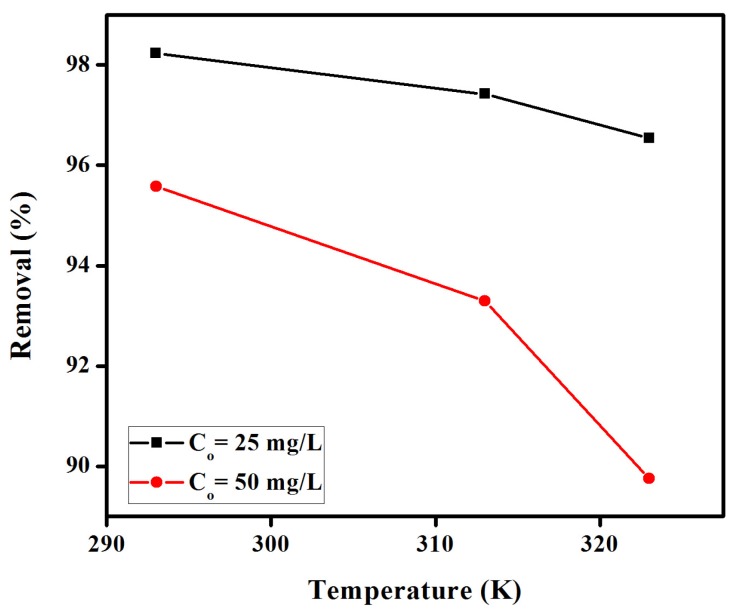 98
96
94
92
90
Removal (%)
Co= 25 mg/L
Co= 50 mg/L
290 300 310 320
Temperature (K)